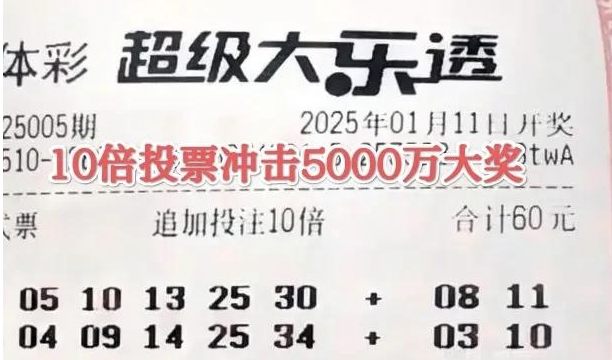 体彩 超级大乐透
25005期 2025年01月11日开奖
510- twA
10倍投票冲击5000万大奖
票 追加投注10倍 合计60元
05 10 13 25 30 + 08 11
04 09 14 25 34 + 03 10